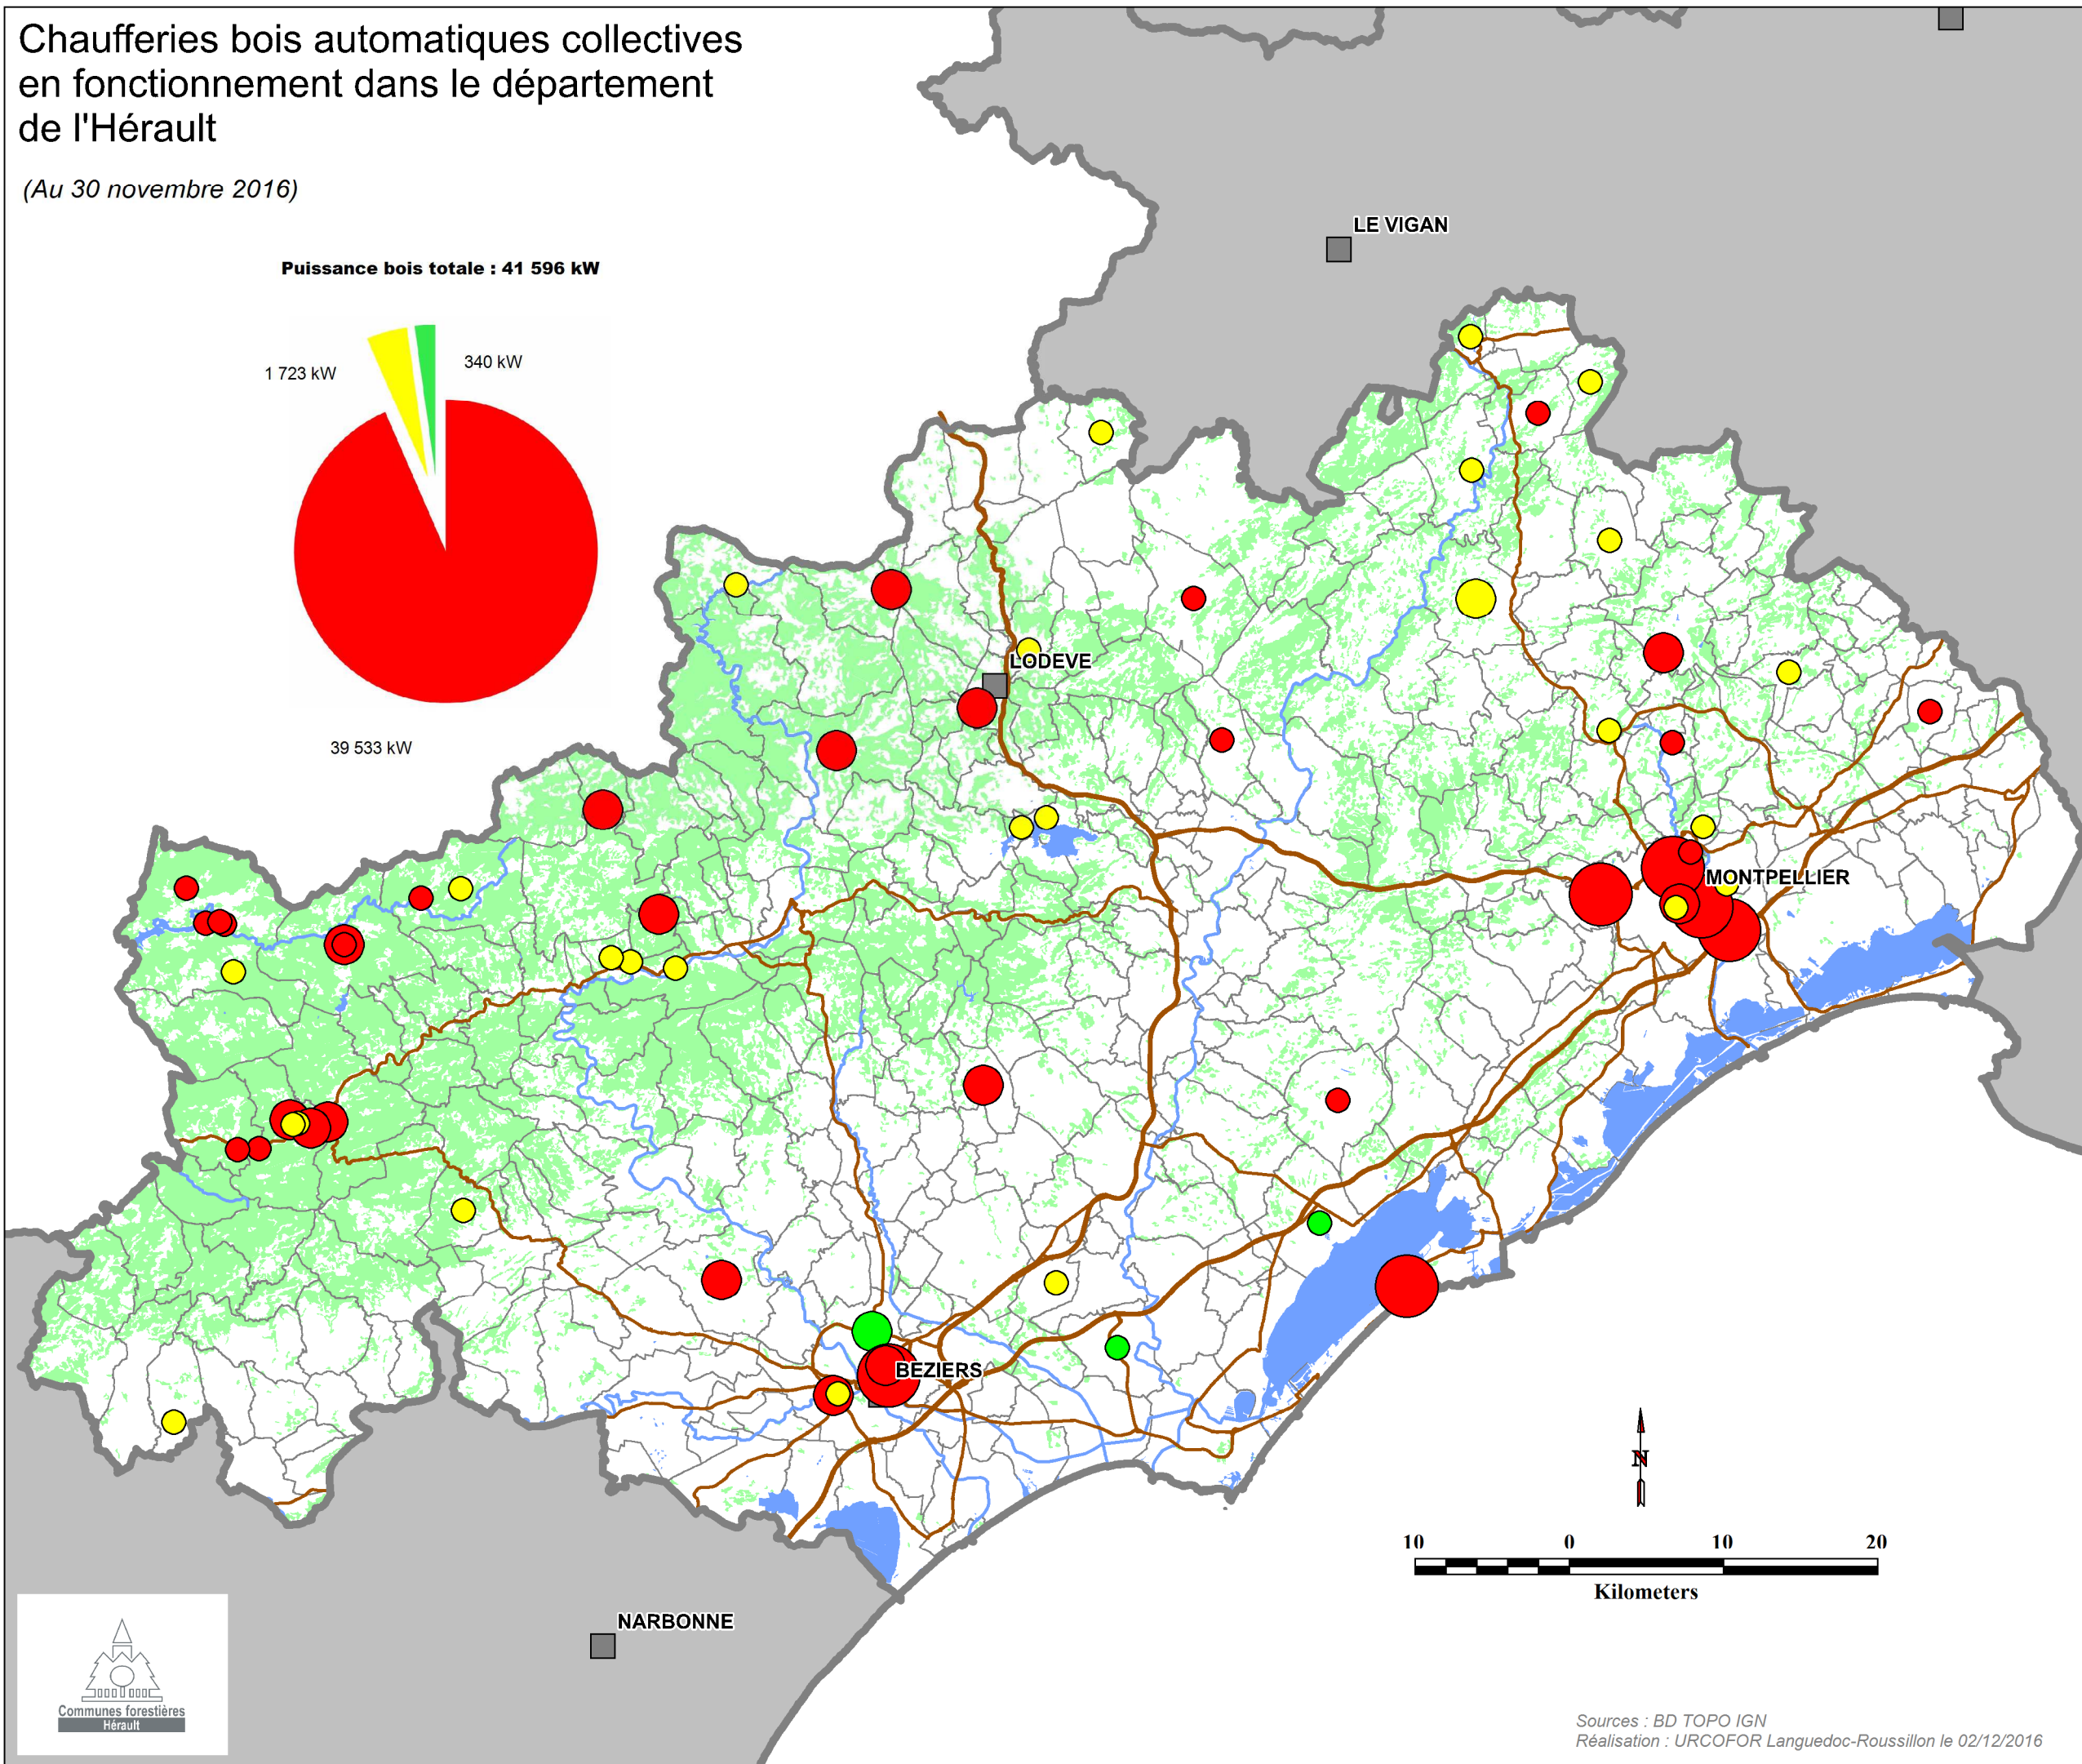 Chaufferies bois automatiques collectives
en fonctionnement dans le département
de l'Hérault
(Au 30 novembre 2016)
Puissance bois totale : 41 596 kW
1 723 kW
340 kW
39 533 kW
LE VIGAN
LODEVE
MONTPELLIER
BEZIERS
NARBONNE
N
10 0 10 20
Kilometers
Communes forestières
Hérault
Sources : BD TOPO IGN
Réalisation : URCOFOR Languedoc-Roussillon le 02/12/2016